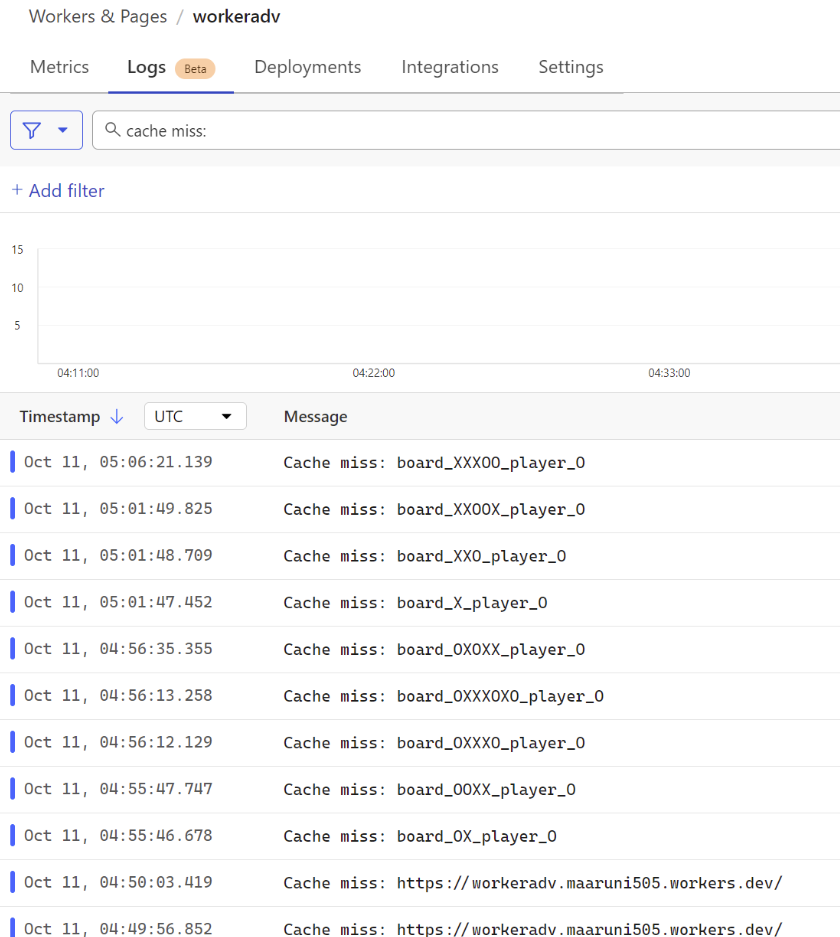 Workers & Pages / workeradv
Metrics Logs Beta Deployments Integrations Settings
cache miss:
+ Add filter
15
10
5
04:11:00 04:22:00 04:33:00
Timestamp ↓ UTC Message
Oct 11, 05:06:21.139 Cache miss: board_XXXOO_player_O
Oct 11, 05:01:49.825 Cache miss: board_XXOOX_player_O
Oct 11, 05:01:48.709 Cache miss: board_XXO_player_O
Oct 11, 05:01:47.452 Cache miss: board_X_player_O
Oct 11, 04:56:35.355 Cache miss: board_OXOXX_player_O
Oct 11, 04:56:13.258 Cache miss: board_OXXXOXO_player_O
Oct 11, 04:56:12.129 Cache miss: board_OXXXO_player_O
Oct 11, 04:55:47.747 Cache miss: board_OOXX_player_O
Oct 11, 04:55:46.678 Cache miss: board_OX_player_O
Oct 11, 04:50:03.419 Cache miss: https://workeradv.maaruni505.workers.dev/
Oct 11, 04:49:56.852 Cache miss: https://workeradv.maaruni505.workers.dev/